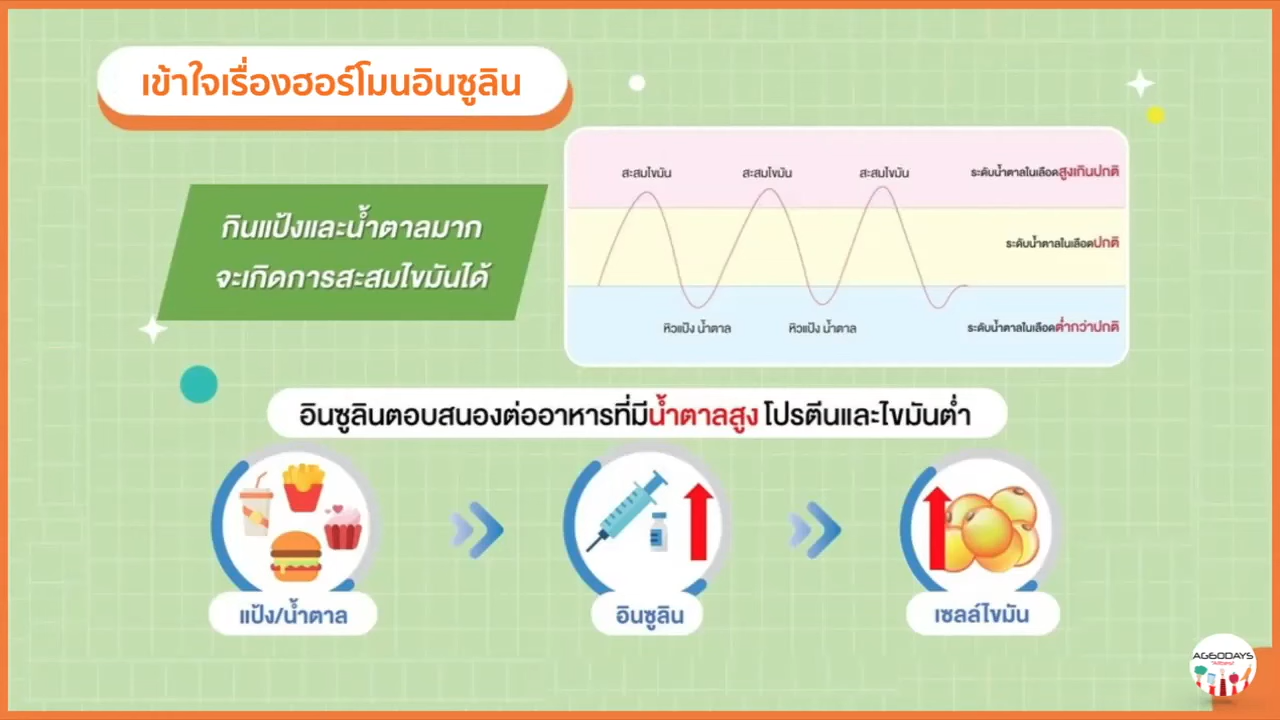 เข้าใจเรื่องฮอร์โมนอินซูลิน
กินแป้งและน้ำตาลมาก
จะเกิดการสะสมไขมันได้
สะสมไขมัน
สะสมไขมัน
สะสมไขมัน
ระดับน้ำตาลในเลือดสูงเกินปกติ
ระดับน้ำตาลในเลือดปกติ
หิวแป้ง น้ำตาล
หิวแป้ง น้ำตาล
ระดับน้ำตาลในเลือดต่ำกว่าปกติ
อินซูลินตอบสนองต่ออาหารที่มีน้ำตาลสูง โปรตีนและไขมันต่ำ
แป้ง/น้ำตาล
อินซูลิน
เซลล์ไขมัน
AG60DAYS